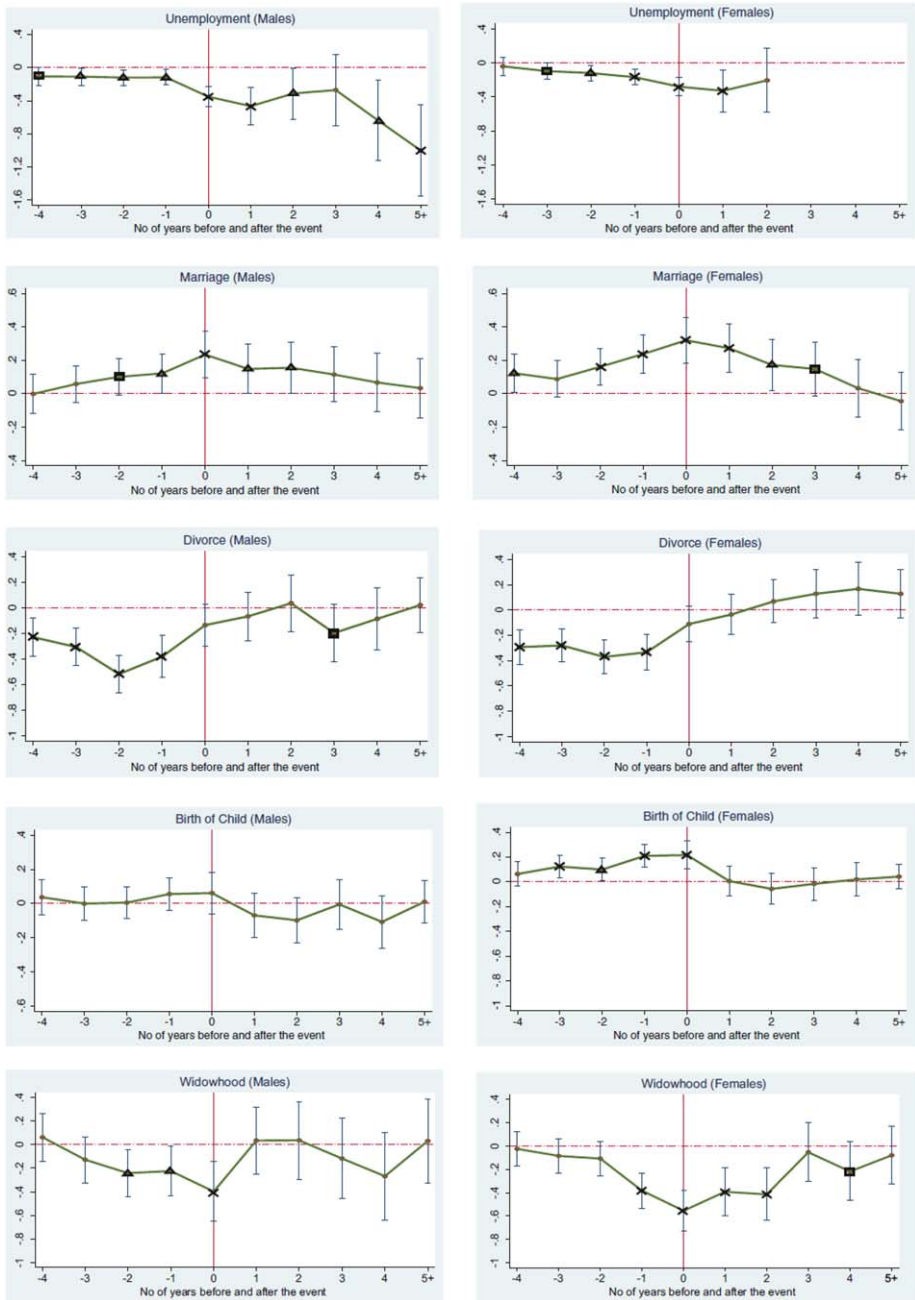 Unemployment (Males)
.4
0
-.4
-.8
-1.2
-1.6
-4 -3 -2 -1 0 1 2 3 4 5+
No of years before and after the event
Unemployment (Females)
.4
0
-.4
-.8
-1.2
-1.6
-4 -3 -2 -1 0 1 2 3 4 5+
No of years before and after the event
Marriage (Males)
.6
.4
.2
0
-.2
-.4
-4 -3 -2 -1 0 1 2 3 4 5+
No of years before and after the event
Marriage (Females)
.6
.4
.2
0
-.2
-.4
-4 -3 -2 -1 0 1 2 3 4 5+
No of years before and after the event
Divorce (Males)
.4
.2
0
-.2
-.4
-.6
-.8
-1
-4 -3 -2 -1 0 1 2 3 4 5+
No of years before and after the event
Divorce (Females)
.4
.2
0
-.2
-.4
-.6
-.8
-1
-4 -3 -2 -1 0 1 2 3 4 5+
No of years before and after the event
Birth of Child (Males)
.4
.2
0
-.2
-.4
-.6
-4 -3 -2 -1 0 1 2 3 4 5+
No of years before and after the event
Birth of Child (Females)
.4
.2
0
-.2
-.4
-.6
-.8
-1
-4 -3 -2 -1 0 1 2 3 4 5+
No of years before and after the event
Widowhood (Males)
.4
.2
0
-.2
-.4
-.6
-.8
-1
-4 -3 -2 -1 0 1 2 3 4 5+
No of years before and after the event
Widowhood (Females)
.4
.2
0
-.2
-.4
-.6
-.8
-1
-4 -3 -2 -1 0 1 2 3 4 5+
No of years before and after the event